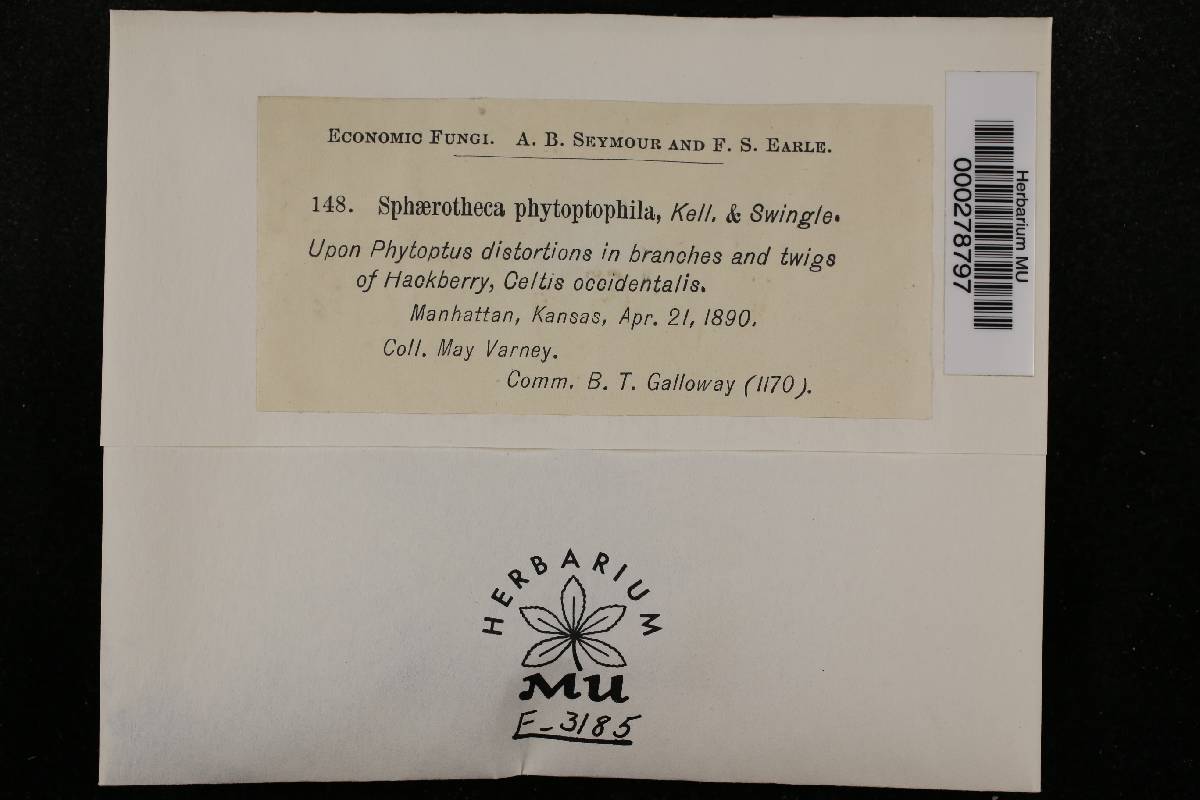 ECONOMIC FUNGI. A. B. SEYMOUR AND F. S. EARLE.
148. Sphærotheca phytoptophila, Kell. & Swingle.
Upon Phytoptus distortions in branches and twigs
of Hackberry, Celtis occidentalis.
Manhattan, Kansas, Apr. 21, 1890.
Coll. May Varney.
Comm. B. T. Galloway (1170).
Herbarium MU
000278797
HERBARIUM
MU
F-3185